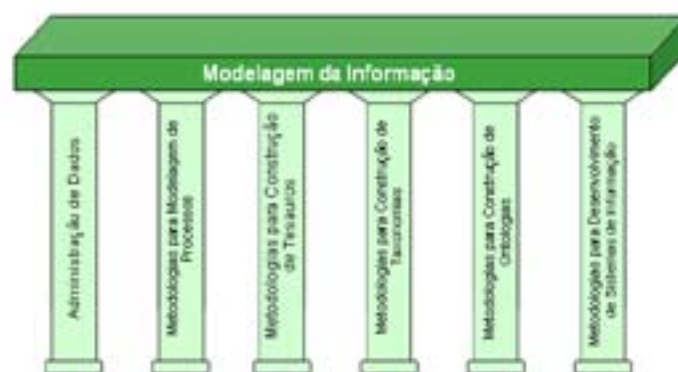 Modelagem da Informação
Administração de Dados
Metodologias para Modelagem de
Processos
Metodologias para Construção
de Tesauros
Metodologias para Construção de
Taxonomias
Metodologias para Construção de
Ontologias
Metodologias para Desenvolvimento
de Sistemas de Informação